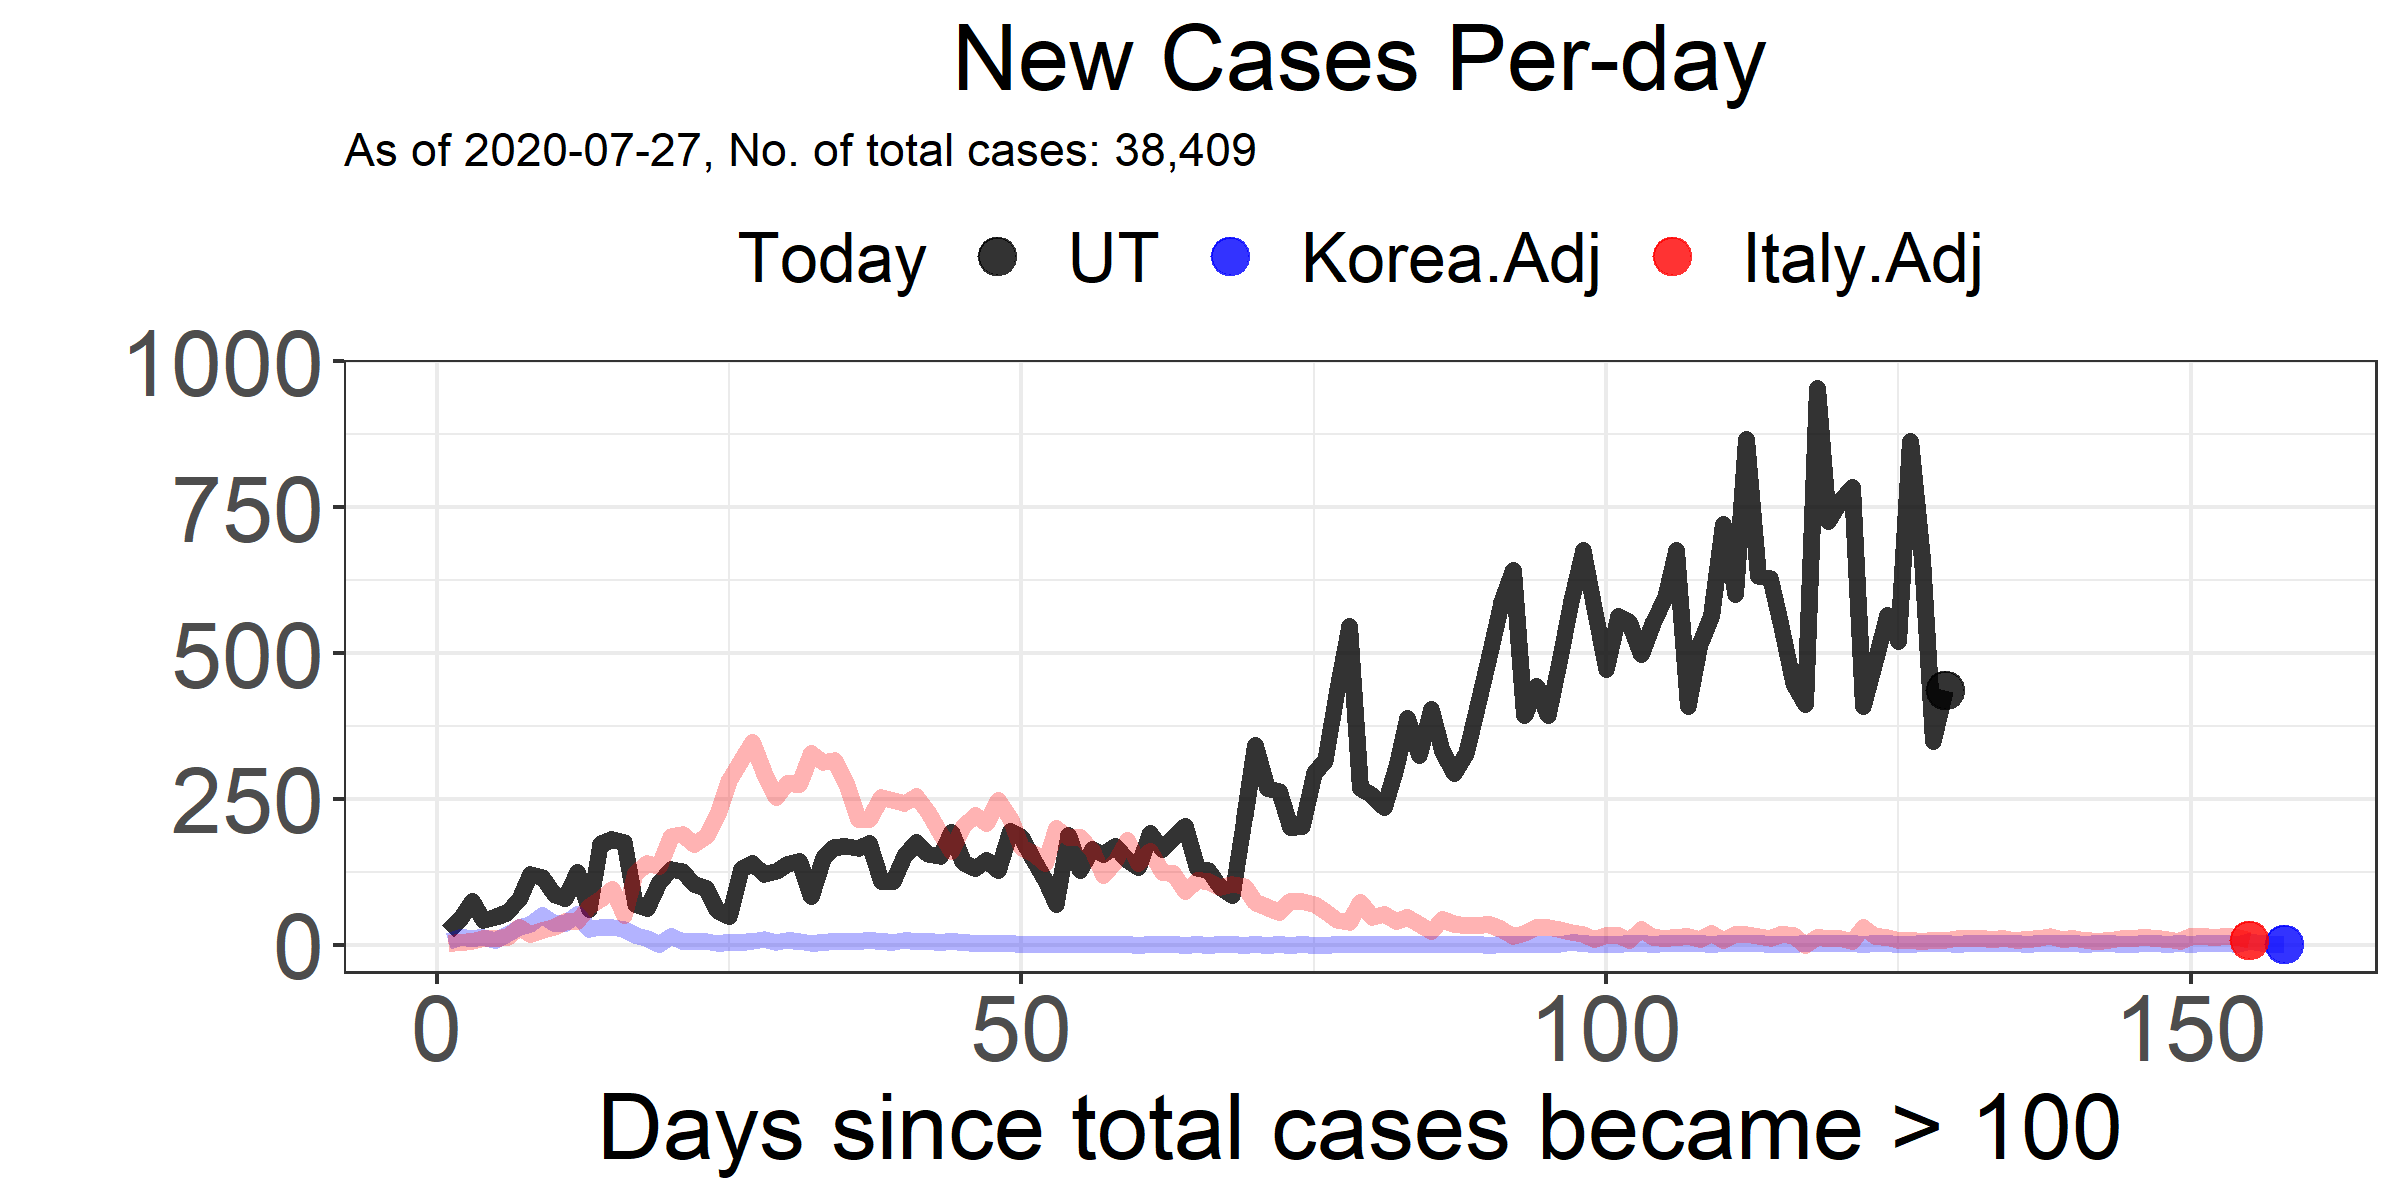 New Cases Per-day
As of 2020-07-27, No. of total cases: 38,409
Today UT Korea.Adj Italy.Adj
1000
750
500
250
0
0 50 100 150
Days since total cases became > 100